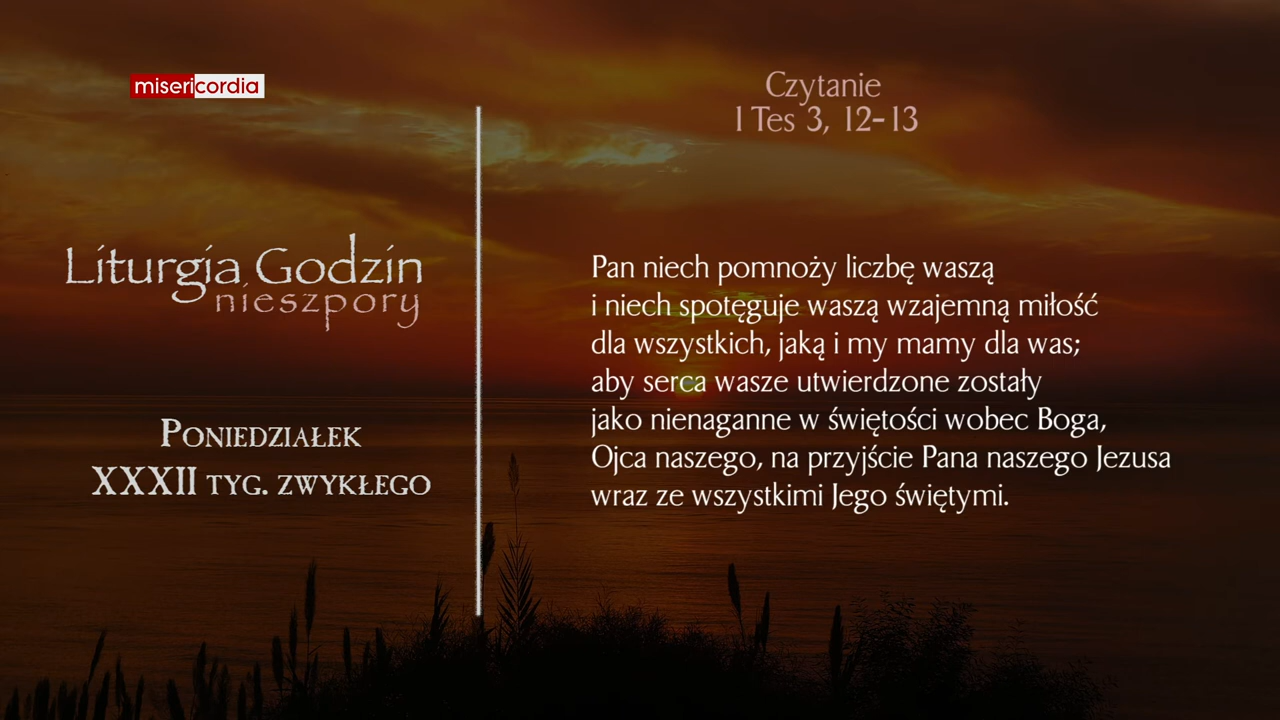 misericordia
Liturgia Godzin
nieszpory
Poniedziałek
XXXII tyg. zwykłego
Czytanie
1 Tes 3, 12-13
Pan niech pomnoży liczbę waszą
i niech spotęguje waszą wzajemną miłość
dla wszystkich, jaką i my mamy dla was;
aby serca wasze utwierdzone zostały
jako nienaganne w świętości wobec Boga,
Ojca naszego, na przyjście Pana naszego Jezusa
wraz ze wszystkimi Jego świętymi.